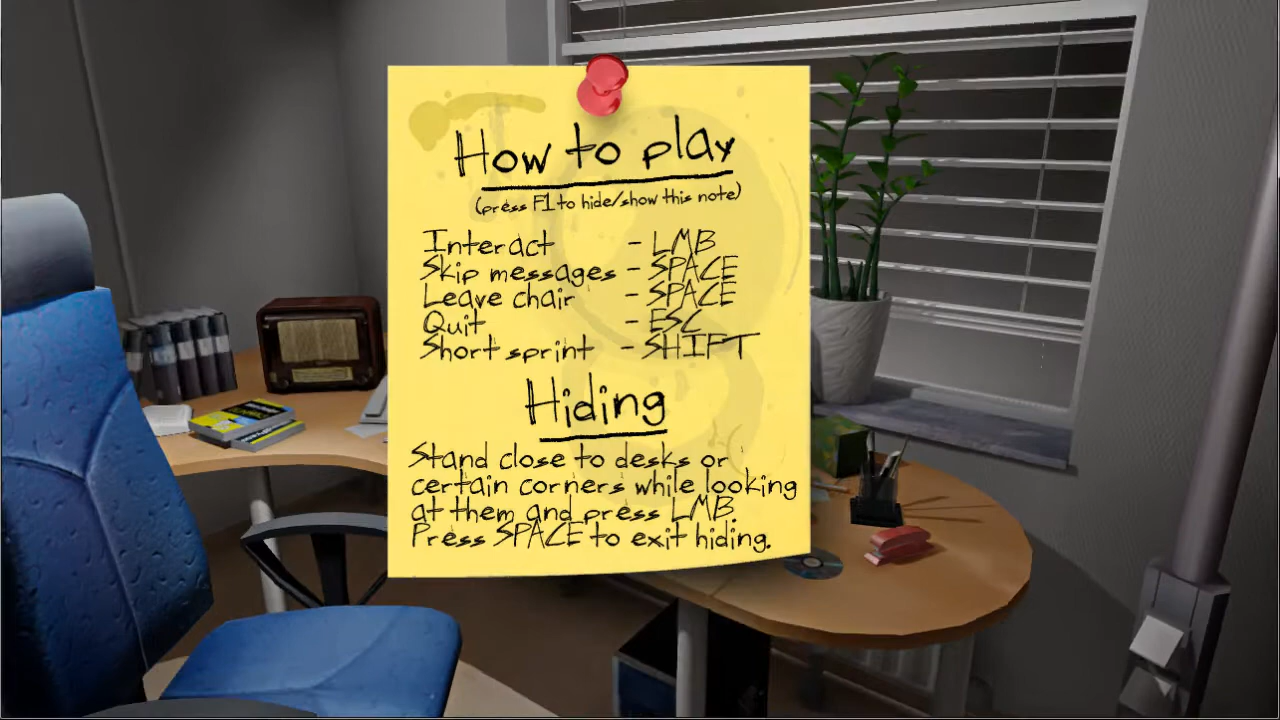 How to play
(press F1 to hide/show this note)
Interact - LMB
Skip messages - SPACE
Leave chair - SPACE
Quit - ESC
Short sprint - SHIFT
Hiding
Stand close to desks or
certain corners while looking
at them and press LMB.
Press SPACE to exit hiding.